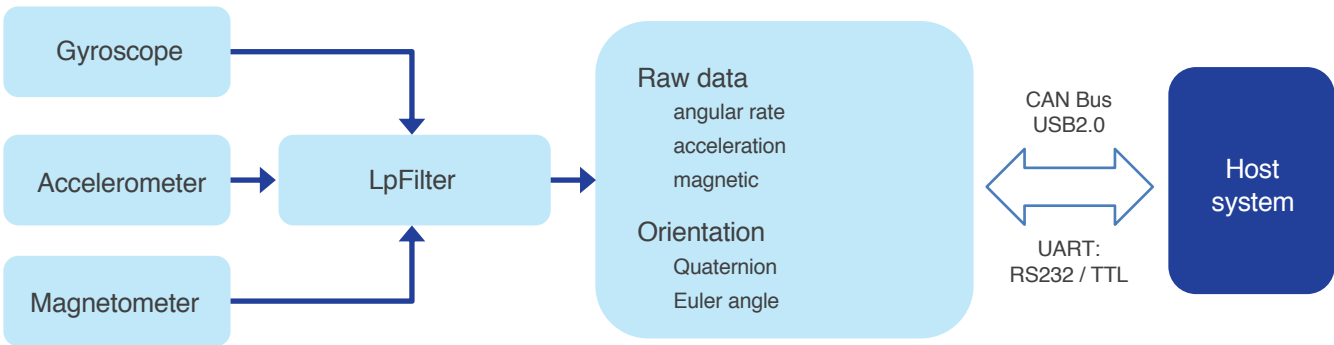 Gyroscope
Accelerometer
Magnetometer
LpFilter
Raw data
angular rate
acceleration
magnetic
Orientation
Quaternion
Euler angle
CAN Bus
USB2.0
UART:
RS232 / TTL
Host
system